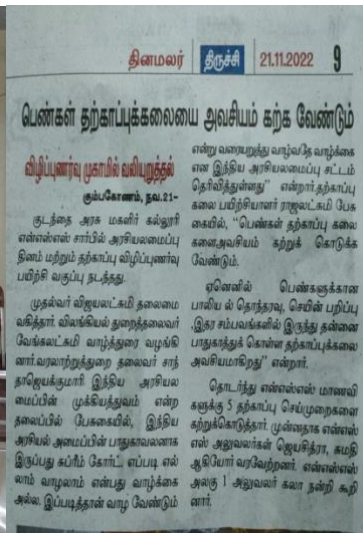 தினமலர் திருச்சி 21.11.2022 9
பெண்கள் தற்காப்புக்கலையை அவசியம் கற்க வேண்டும்
விழிப்புணர்வு முகாமில் வலியுறுத்தல்
கும்பகோணம், நவ.21-
குடந்தை அரசு மகளிர் கல்லூரி
என்எஸ்எஸ் சார்பில் அரசியலமைப்பு
தினம் மற்றும் தற்காப்பு விழிப்புணர்வு
பயிற்சி வகுப்பு நடந்தது.
முதல்வர் விஜயலட்சுமி தலைமை
வகித்தார். விலங்கியல் துறைத்தலைவர்
வேங்கலட்சுமி வாழ்த்துரை வழங்கி
னார்.வரலாற்றுத்துறை தலைவர் சாந்
தாஜெயக்குமாரி இந்திய அரசியல
மைப்பின் முக்கியத்துவம் என்ற
தலைப்பில் பேசுகையில், இந்திய
அரசியல் அமைப்பின் பாதுகாவலனாக
இருப்பது சுப்ரீம் கோர்ட். எப்படி எல்
லாம் வாழலாம் என்பது வாழ்க்கை
அல்ல. இப்படித்தான் வாழ வேண்டும்
என்று வரையறுத்து வாழ்வதே வாழ்க்கை
என இந்திய அரசியலமைப்பு சட்டம்
தெரிவித்துள்ளது'' என்றார்.தற்காப்பு
கலை பயிற்சியாளர் ராஜலட்சுமி பேசு
கையில், ''பெண்கள் தற்காப்பு கலை
களைஅவசியம் கற்றுக் கொடுக்க
வேண்டும்.
ஏனெனில் பெண்களுக்கான
பாலிய ல் தொந்தரவு, செயின் பறிப்பு
,இதர சம்பவங்களில் இருந்து தன்னை
பாதுகாத்துக் கொள்ள தற்காப்புக்கலை
அவசியமாகிறது'' என்றார்.
தொடர்ந்து என்எஸ்எஸ் மாணவி
களுக்கு 5 தற்காப்பு செய்முறைகளை
கற்றுக்கொடுத்தார். முன்னதாக என்எஸ்
எஸ் அலுவலர்கள் ஜெயசித்ரா, சுமதி
ஆகியோர் வரவேற்றனர். என்எஸ்எஸ்
அலகு 1 அலுவலர் கலா நன்றி கூறி
னார்.